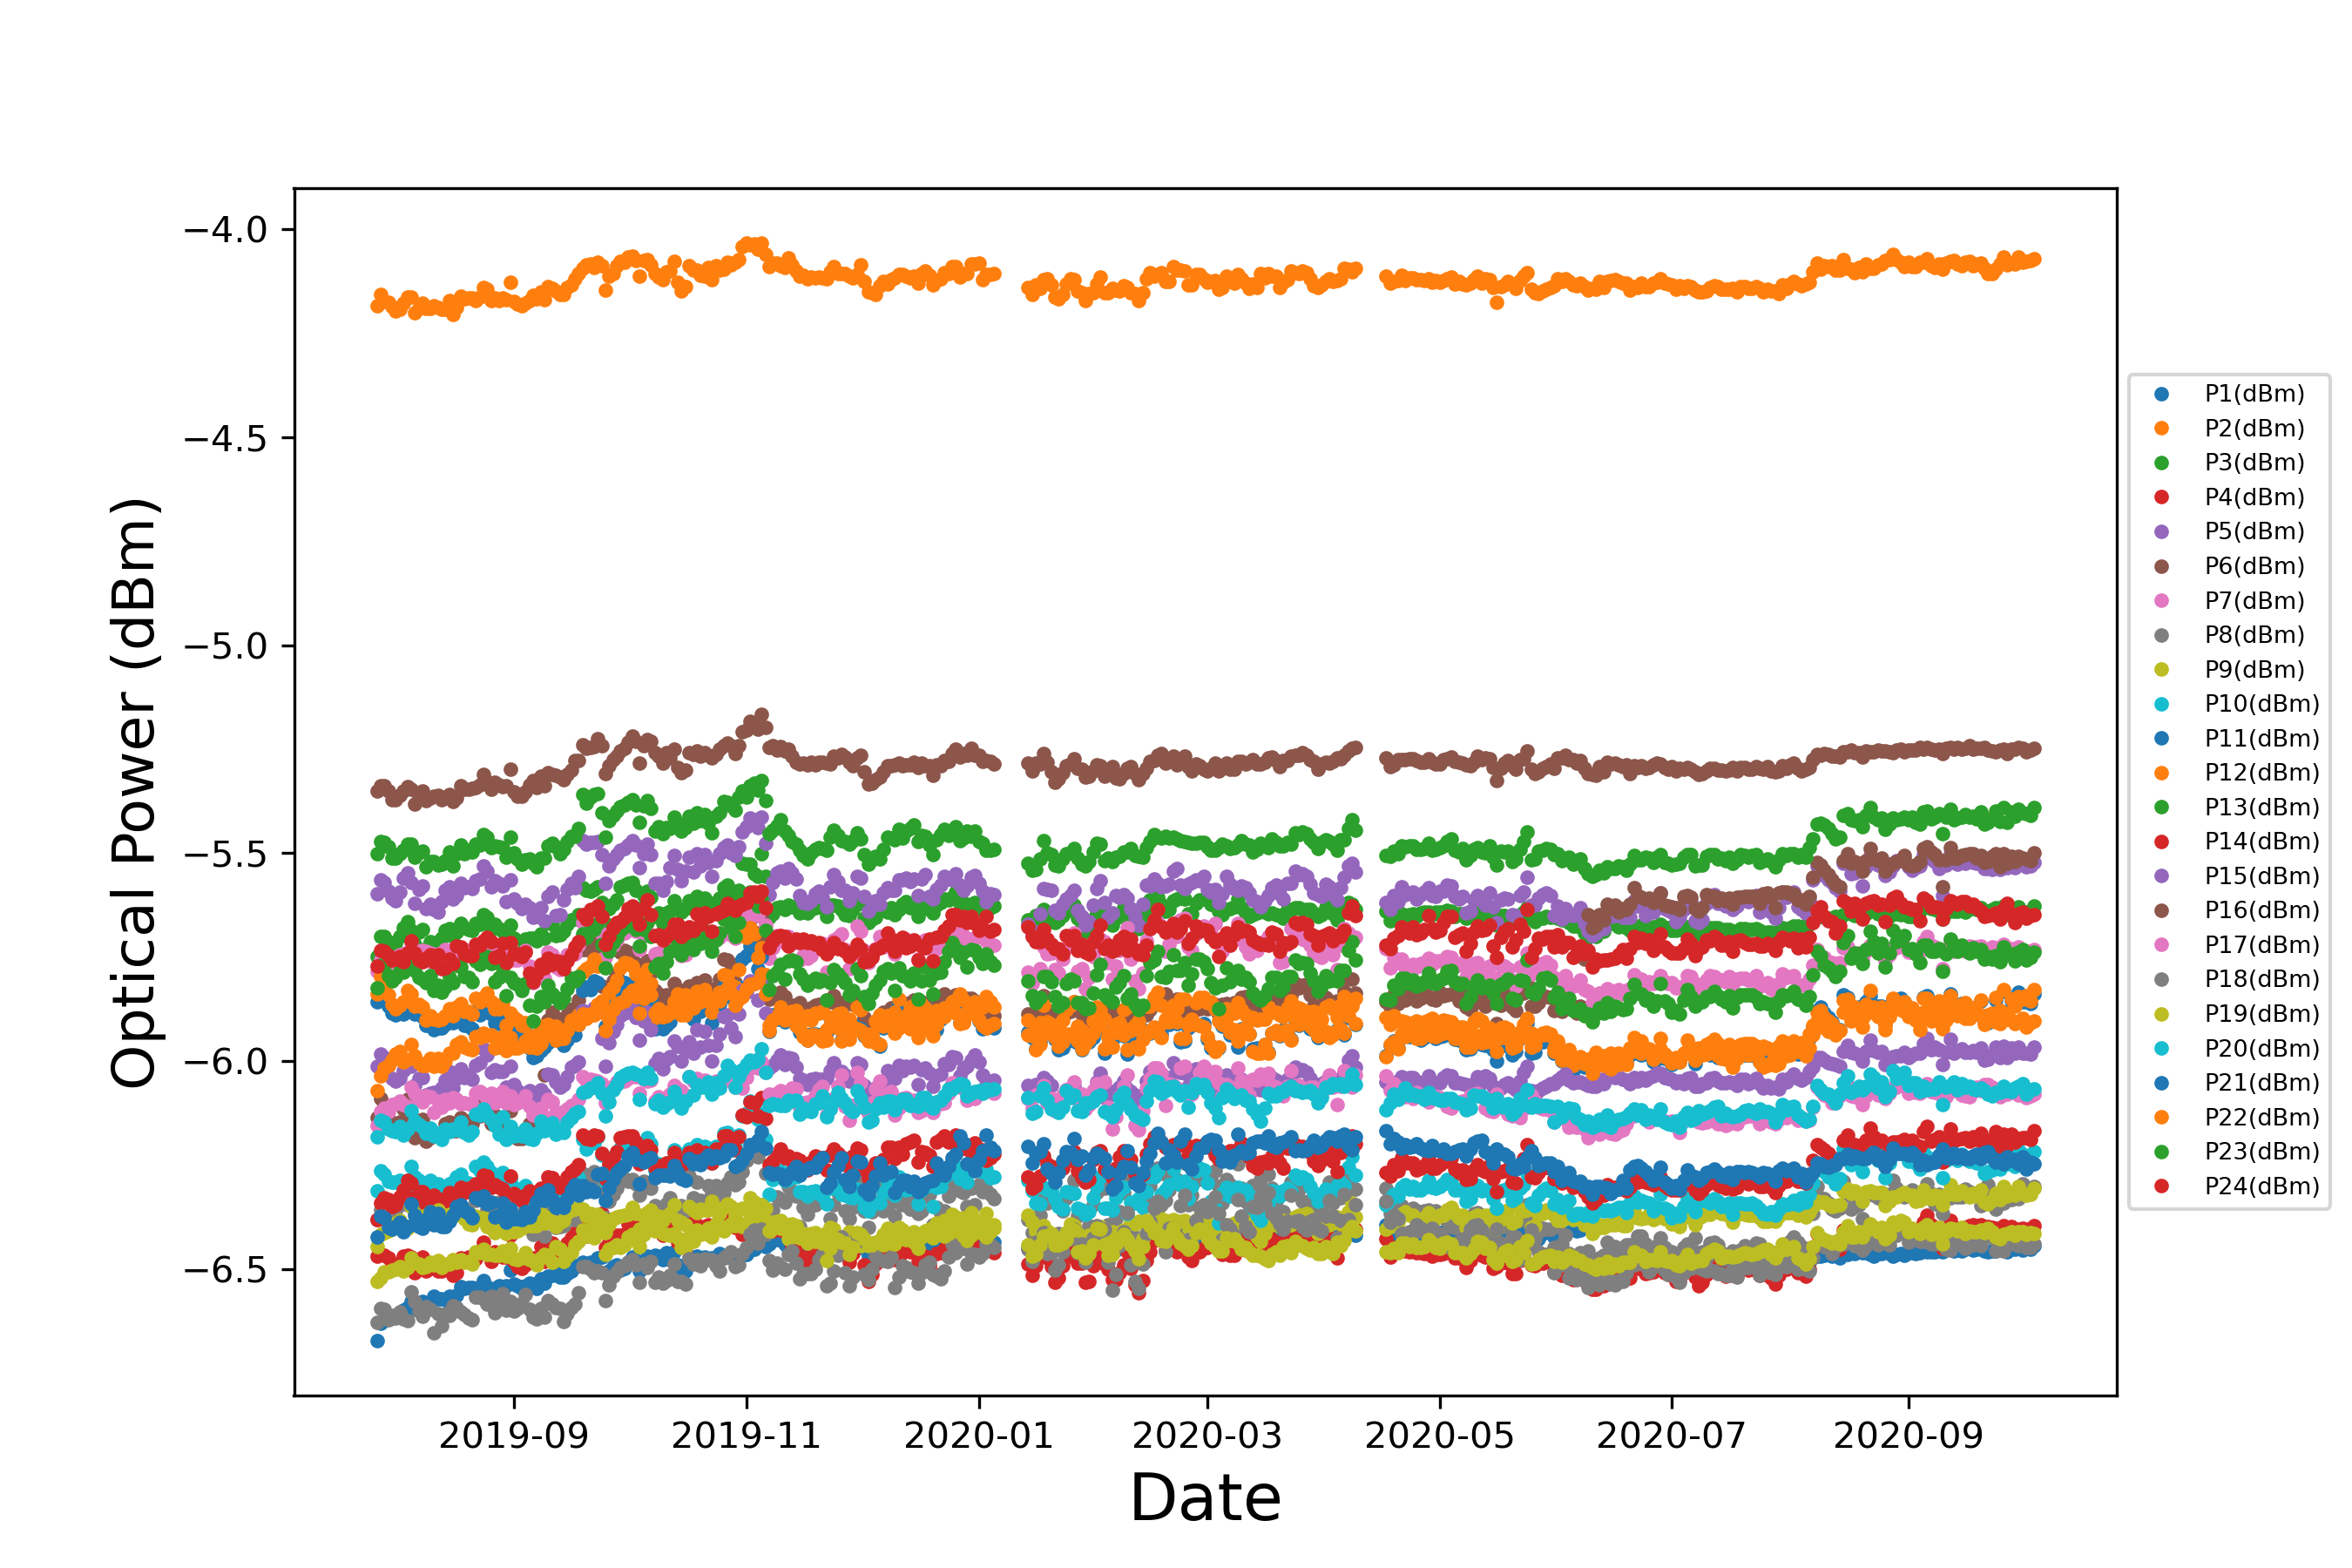 Optical Power (dBm)
−4.0
−4.5
−5.0
−5.5
−6.0
−6.5
2019-09
2019-11
2020-01
2020-03
2020-05
2020-07
2020-09
Date
P1(dBm)
P2(dBm)
P3(dBm)
P4(dBm)
P5(dBm)
P6(dBm)
P7(dBm)
P8(dBm)
P9(dBm)
P10(dBm)
P11(dBm)
P12(dBm)
P13(dBm)
P14(dBm)
P15(dBm)
P16(dBm)
P17(dBm)
P18(dBm)
P19(dBm)
P20(dBm)
P21(dBm)
P22(dBm)
P23(dBm)
P24(dBm)